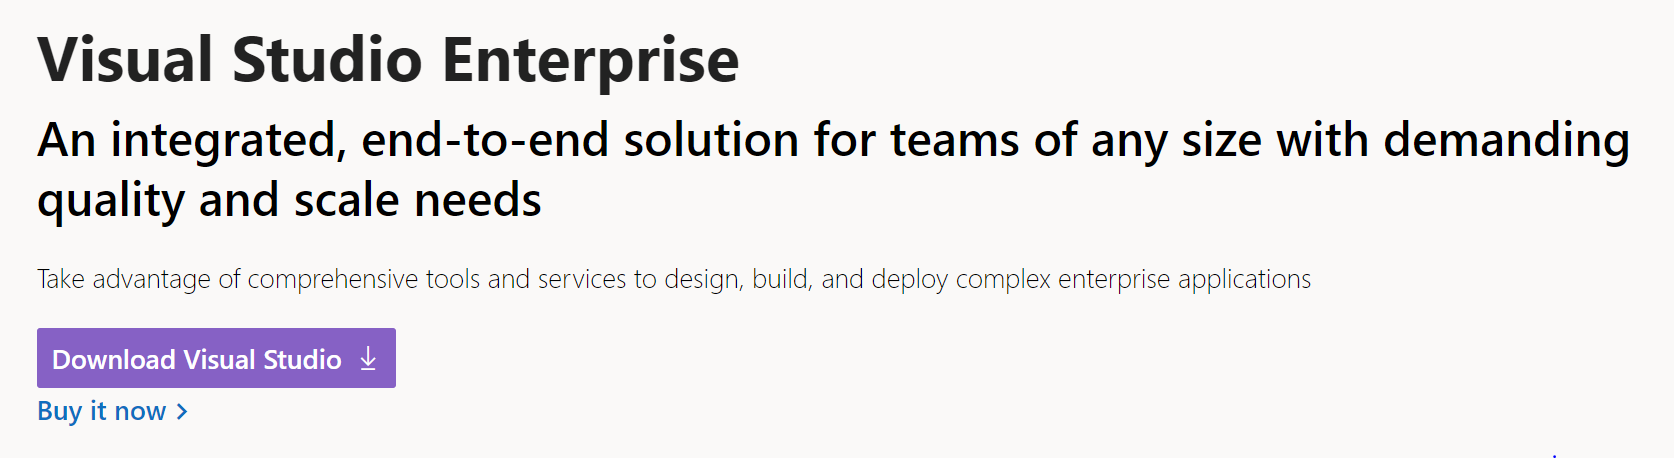 Visual Studio Enterprise
An integrated, end-to-end solution for teams of any size with demanding
quality and scale needs
Take advantage of comprehensive tools and services to design, build, and deploy complex enterprise applications
Download Visual Studio
Buy it now